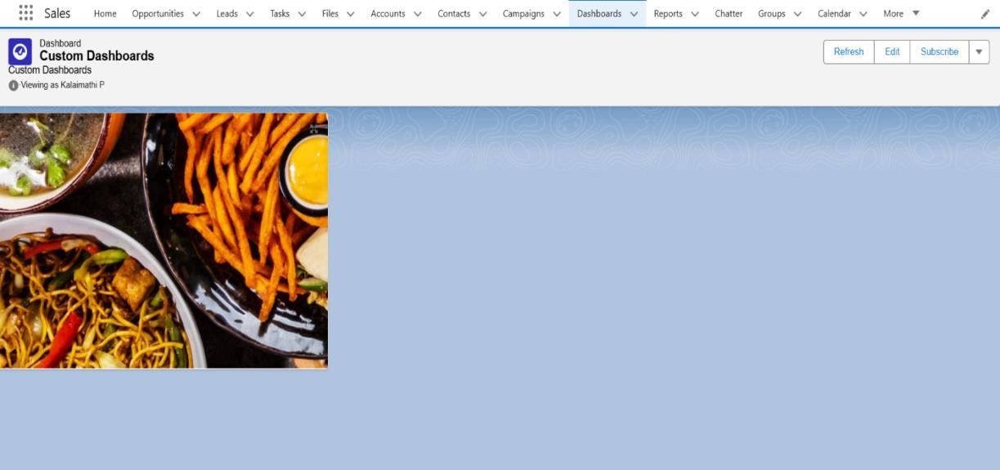 Sales Home Opportunities Leads Tasks Files Accounts Contacts Campaigns Dashboards Reports Chatter Groups Calendar More
Dashboard
Custom Dashboards
Custom Dashboards
Viewing as Kalaimathi P
Refresh Edit Subscribe